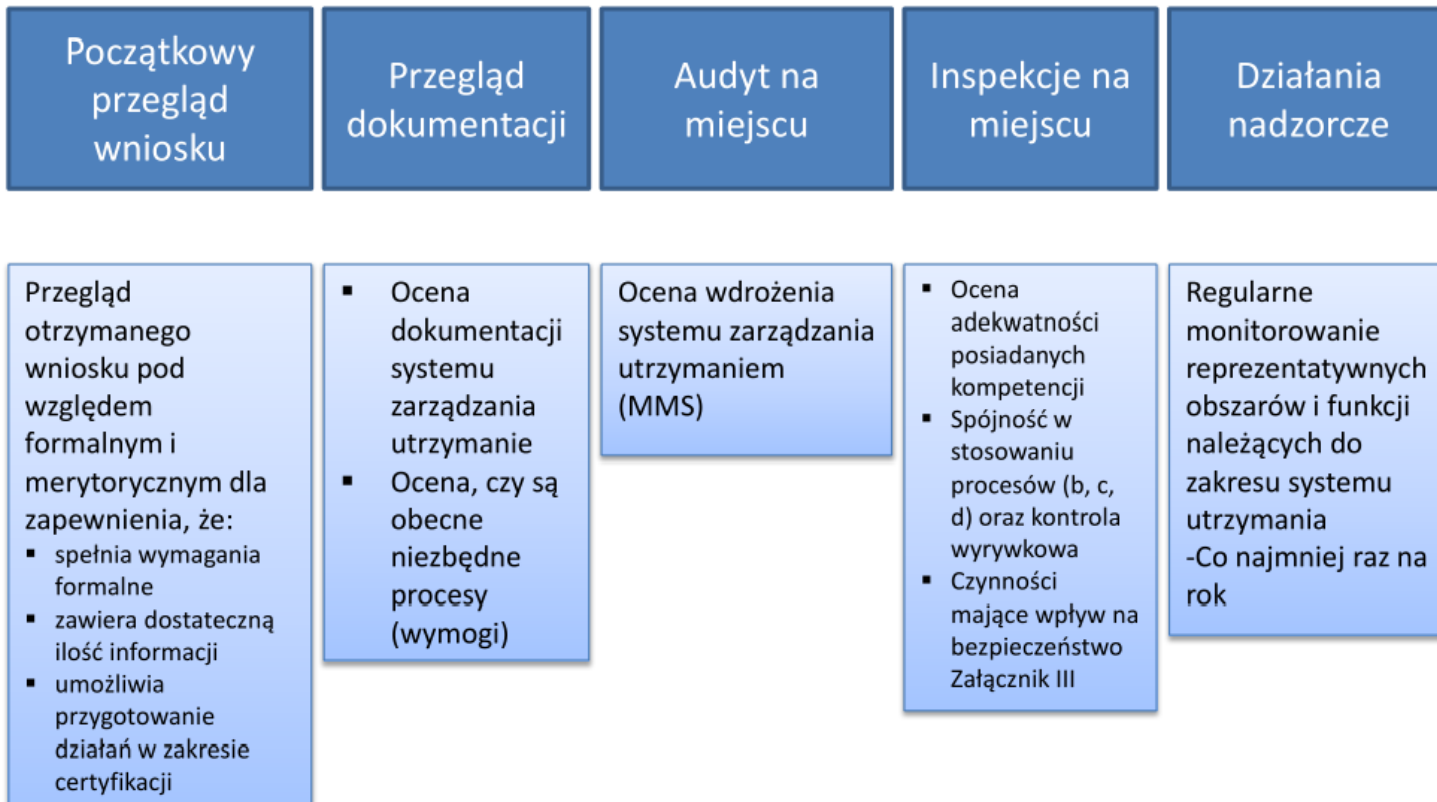 Początkowy
przegląd
wniosku
Przegląd
dokumentacji
Audyt na
miejscu
Inspekcje na
miejscu
Działania
nadzorcze
Przegląd
otrzymanego
wniosku pod
względem
formalnym i
merytorycznym dla
zapewnienia, że:
▪ spełnia wymagania
formalne
▪ zawiera dostateczną
ilość informacji
▪ umożliwia
przygotowanie
działań w zakresie
certyfikacji
▪ Ocena
dokumentacji
systemu
zarządzania
utrzymanie
▪ Ocena, czy są
obecne
niezbędne
procesy
(wymogi)
Ocena wdrożenia
systemu zarządzania
utrzymaniem
(MMS)
▪ Ocena
adekwatności
posiadanych
kompetencji
▪ Spójność w
stosowaniu
procesów (b, c,
d) oraz kontrola
wyrywkowa
▪ Czynności
mające wpływ na
bezpieczeństwo
Załącznik III
Regularne
monitorowanie
reprezentatywnych
obszarów i funkcji
należących do
zakresu systemu
utrzymania
-Co najmniej raz na
rok